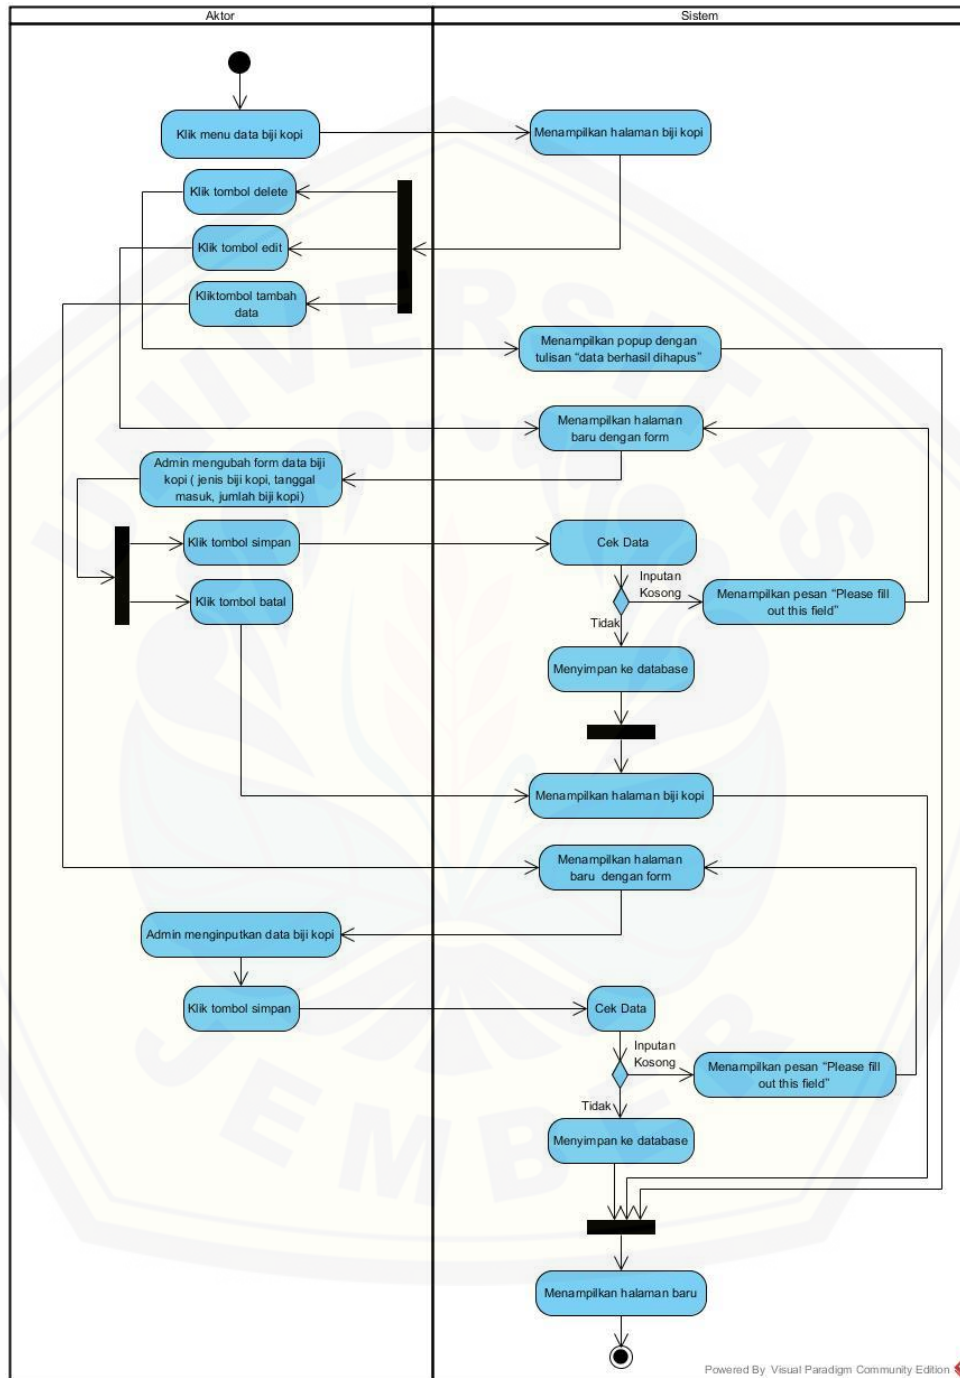 Aktor
Sistem
Klik menu data biji kopi
Menampilkan halaman biji kopi
Klik tombol delete
Klik tombol edit
Kliktombol tambah
data
Menampilkan popup dengan
tulisan “data berhasil dihapus”
Menampilkan halaman
baru dengan form
Admin mengubah form data biji
kopi ( jenis biji kopi, tanggal
masuk, jumlah biji kopi)
Klik tombol simpan
Cek Data
Inputan
Kosong
Menampilkan pesan “Please fill
out this field”
Klik tombol batal
Tidak
Menyimpan ke database
Menampilkan halaman biji kopi
Menampilkan halaman
baru dengan form
Admin menginputkan data biji kopi
Klik tombol simpan
Cek Data
Inputan
Kosong
Menampilkan pesan “Please fill
out this field”
Tidak
Menyimpan ke database
Menampilkan halaman baru
UNIVERSITAS
JEMBER
Powered By Visual Paradigm Community Edition